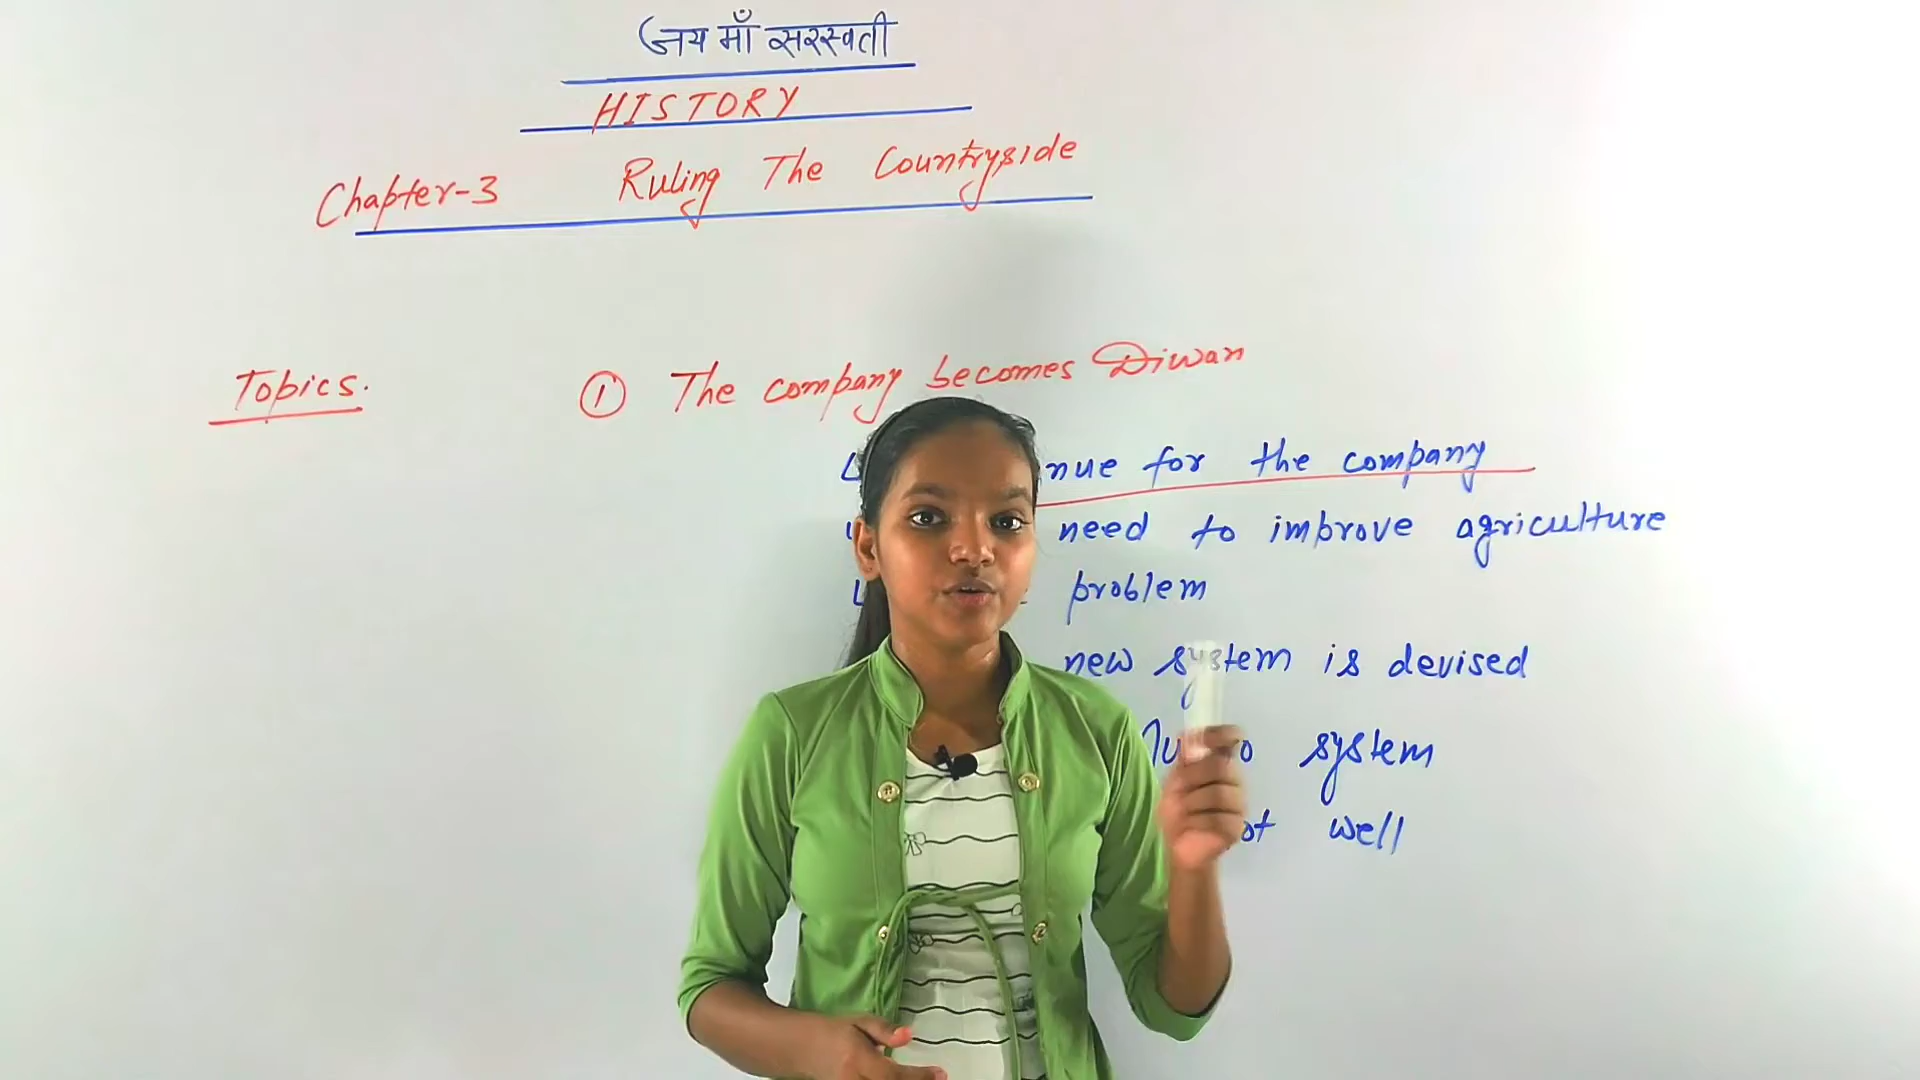 जय माँ सरस्वती
HISTORY
Chapter-3 Ruling The Countryside
Topics. ① The company becomes Diwan
for the company
need to improve agriculture
problem
new system is devised
system
well